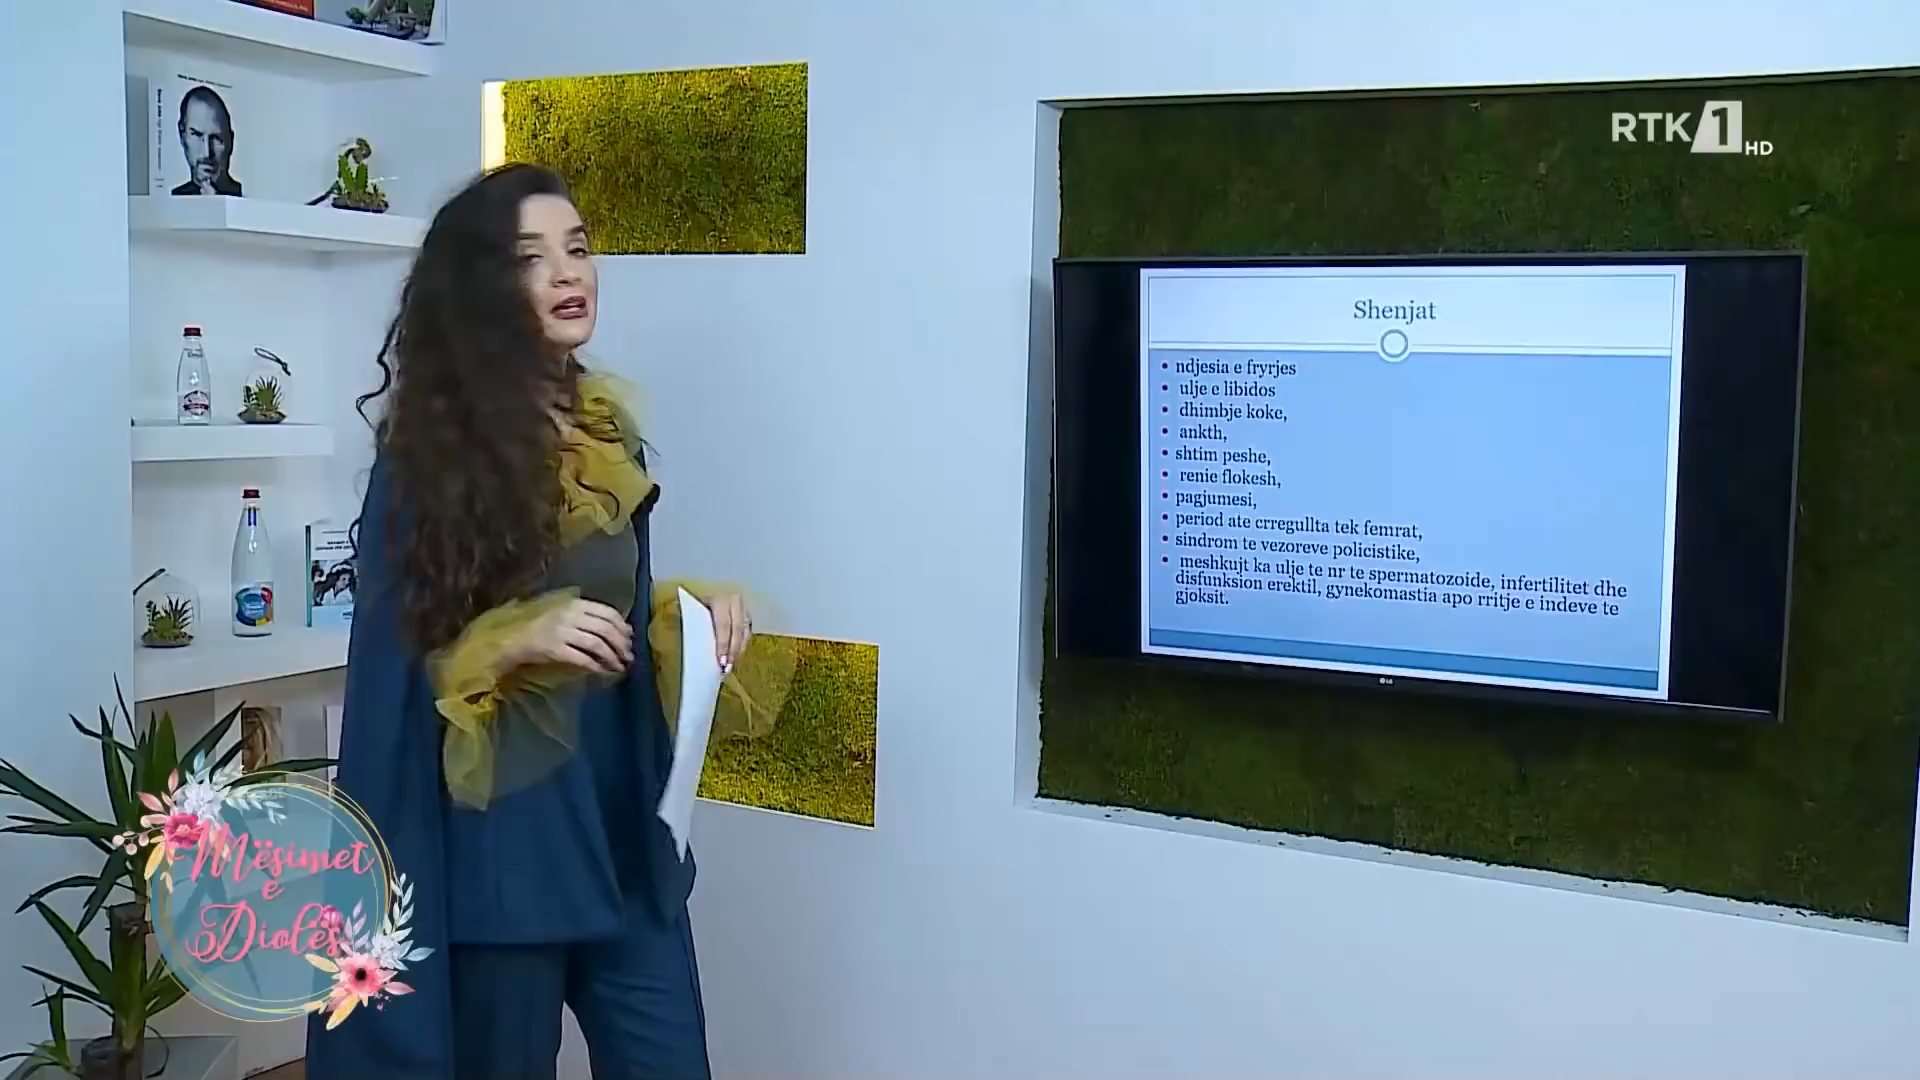 RTK 1 HD
Shenjat
• ndjesia e fryrjes
• ulje e libidos
• dhimbje koke,
• ankth,
• shtim peshe,
• renie flokesh,
• pagjumesi,
• period ate crregullta tek femrat,
• sindrom te vezoreve policistike,
• meshkujt ka ulje te nr te spermatozoide, infertilitet dhe
disfunksion erektil, gynekomastia apo rritje e indeve te
gjoksit.
LG
Mësimet
e
Diolës